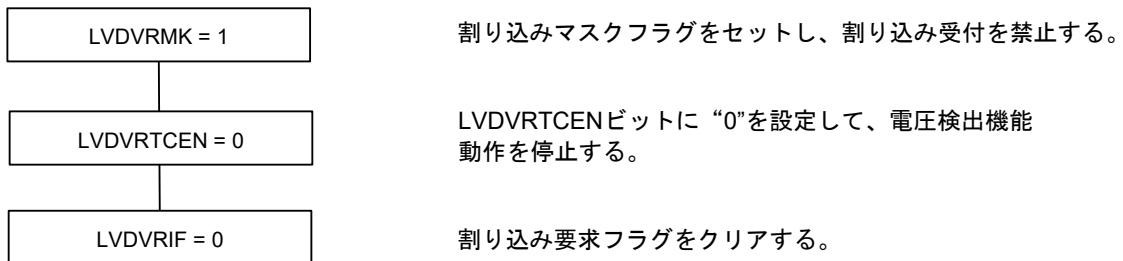 LVDVRMK = 1
割り込みマスクフラグをセットし、割り込み受付を禁止する。
LVDVRTCEN = 0
LVDVRTCENビットに“0”を設定して、電圧検出機能
動作を停止する。
LVDVRIF = 0
割り込み要求フラグをクリアする。